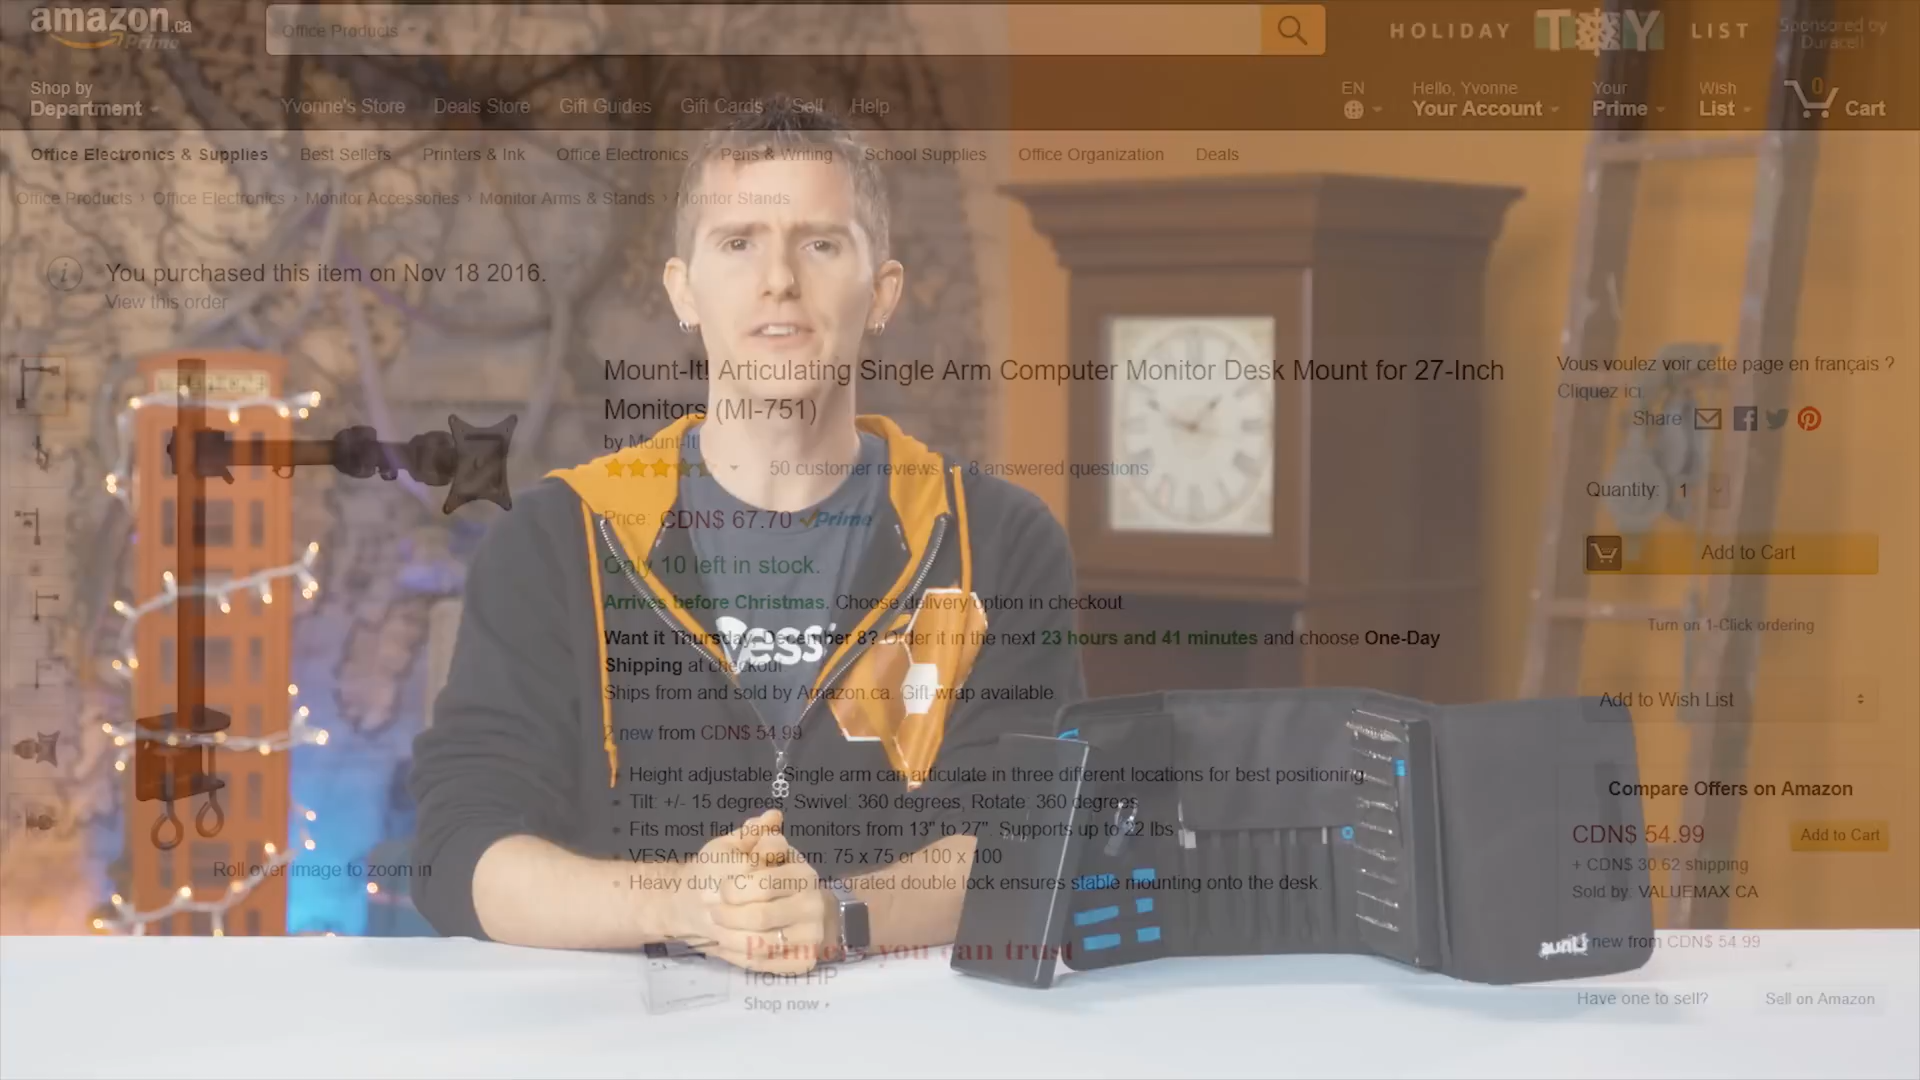 amazon.ca
Prime
Office Products
HOLIDAY TOY LIST
Sponsored by
Duracell
Shop by
Department
Yvonne's Store
Deals Store
Gift Guides
Gift Cards
Sell
Help
EN
Hello, Yvonne
Your Account
Your
Prime
Wish
List
0
Cart
Office Electronics & Supplies
Best Sellers
Printers & Ink
Office Electronics
Pens & Writing
School Supplies
Office Organization
Deals
Office Products › Office Electronics › Monitor Accessories › Monitor Arms & Stands › Monitor Stands
You purchased this item on Nov 18 2016.
View this order
Mount-It! Articulating Single Arm Computer Monitor Desk Mount for 27-Inch
Monitors (MI-751)
by Mount-It!
50 customer reviews
8 answered questions
Price: CDN$ 67.70 Prime
Only 10 left in stock.
Arrives before Christmas. Choose delivery option in checkout.
Want it Thursday, December 8? Order it in the next 23 hours and 41 minutes and choose One-Day
Shipping at checkout
Ships from and sold by Amazon.ca. Gift-wrap available
2 new from CDN$ 54.99
Height adjustable, Single arm can articulate in three different locations for best positioning
Tilt: +/- 15 degrees, Swivel: 360 degrees, Rotate: 360 degrees
Fits most flat panel monitors from 13" to 27". Supports up to 22 lbs
VESA mounting pattern: 75 x 75 or 100 x 100
Heavy duty "C" clamp integrated double lock ensures stable mounting onto the desk.
Roll over image to zoom in
Printers you can trust
from HP
Shop now
Vous voulez voir cette page en français ?
Cliquez ici.
Share
Quantity: 1
Add to Cart
Turn on 1-Click ordering
Add to Wish List
Compare Offers on Amazon
CDN$ 54.99
Add to Cart
+ CDN$ 30.62 shipping
Sold by: VALUEMAX CA
new from CDN$ 54.99
Have one to sell?
Sell on Amazon